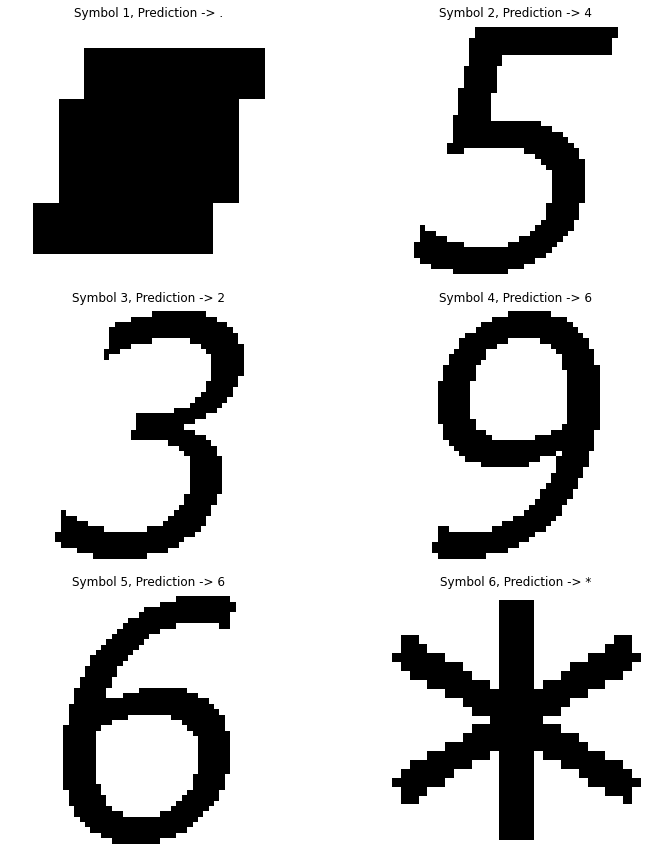 Symbol 1, Prediction -> .
Symbol 2, Prediction -> 4
. 5
Symbol 3, Prediction -> 2
Symbol 4, Prediction -> 6
3 9
Symbol 5, Prediction -> 6
Symbol 6, Prediction -> *
6 *